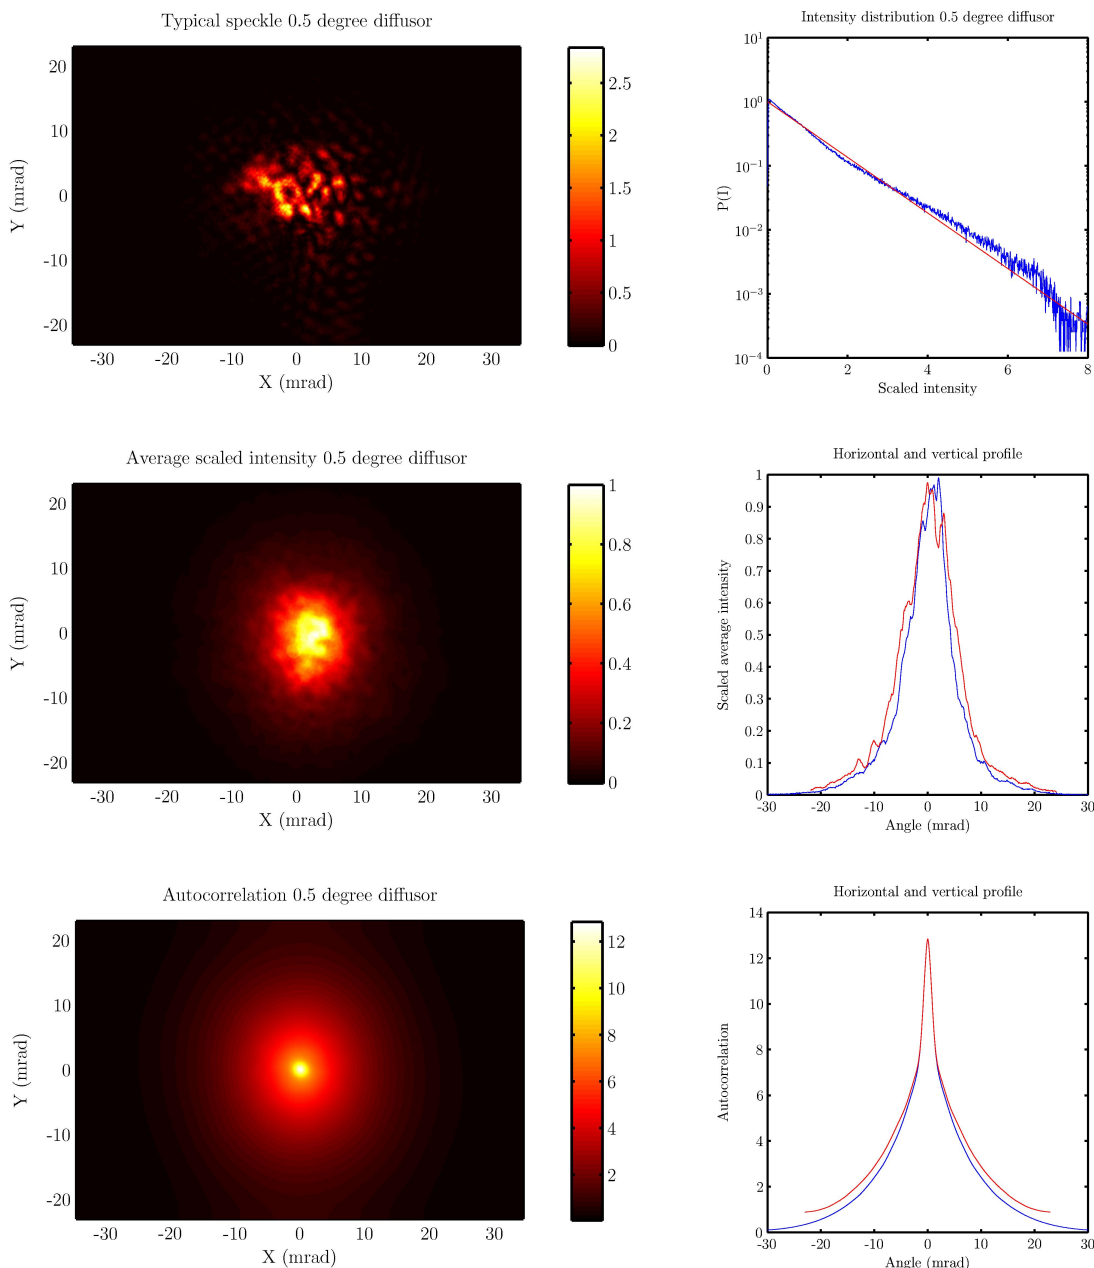 Typical speckle 0.5 degree diffusor
20
10
0
-10
-20
Y (mrad)
-30 -20 -10 0 10 20 30
X (mrad)
2.5
2
1.5
1
0.5
0
Intensity distribution 0.5 degree diffusor
10^1
10^0
10^-1
10^-2
10^-3
10^-4
P(I)
0 2 4 6 8
Scaled intensity
Average scaled intensity 0.5 degree diffusor
20
10
0
-10
-20
Y (mrad)
-30 -20 -10 0 10 20 30
X (mrad)
1
0.8
0.6
0.4
0.2
0
Horizontal and vertical profile
1
0.9
0.8
0.7
0.6
0.5
0.4
0.3
0.2
0.1
0
Scaled average intensity
-30 -20 -10 0 10 20 30
Angle (mrad)
Autocorrelation 0.5 degree diffusor
20
10
0
-10
-20
Y (mrad)
-30 -20 -10 0 10 20 30
X (mrad)
12
10
8
6
4
2
Horizontal and vertical profile
14
12
10
8
6
4
2
0
Autocorrelation
-30 -20 -10 0 10 20 30
Angle (mrad)